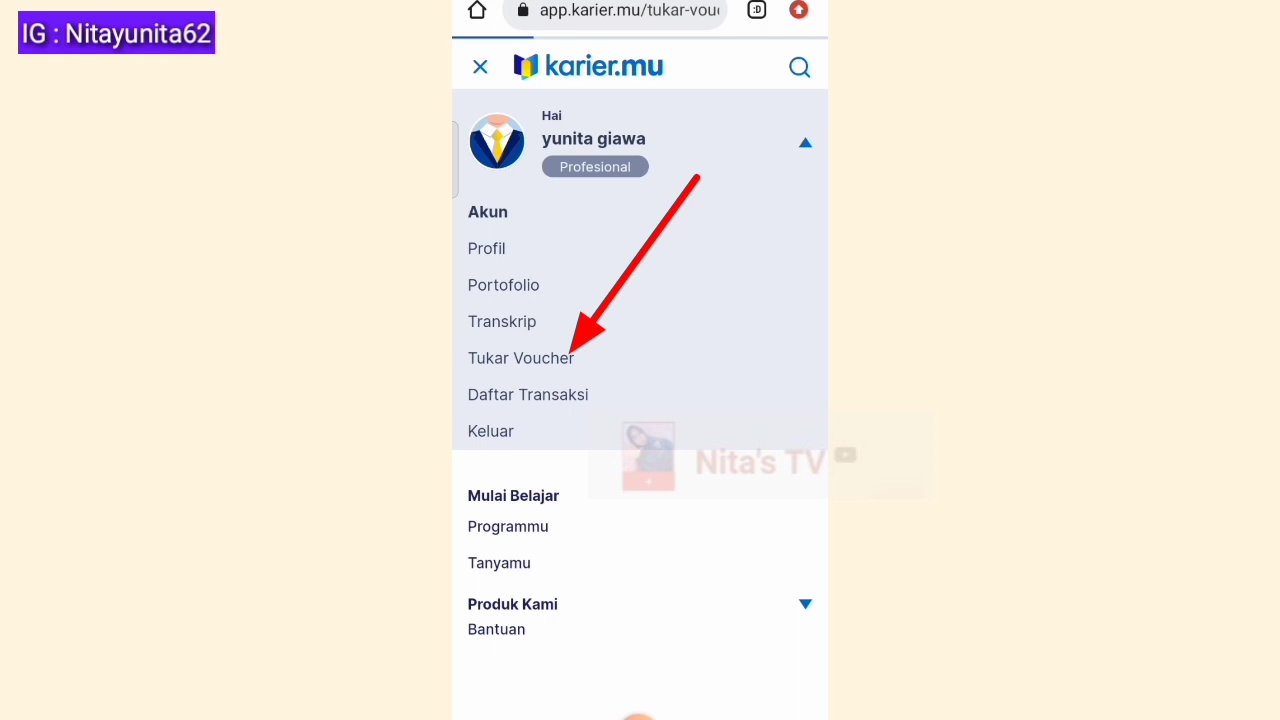 IG : Nitayunita62
app.karier.mu/tukar-vou
:D
karier.mu
Hai
yunita giawa
Profesional
Akun
Profil
Portofolio
Transkrip
Tukar Voucher
Daftar Transaksi
Keluar
Nita's TV
Mulai Belajar
Programmu
Tanyamu
Produk Kami
Bantuan